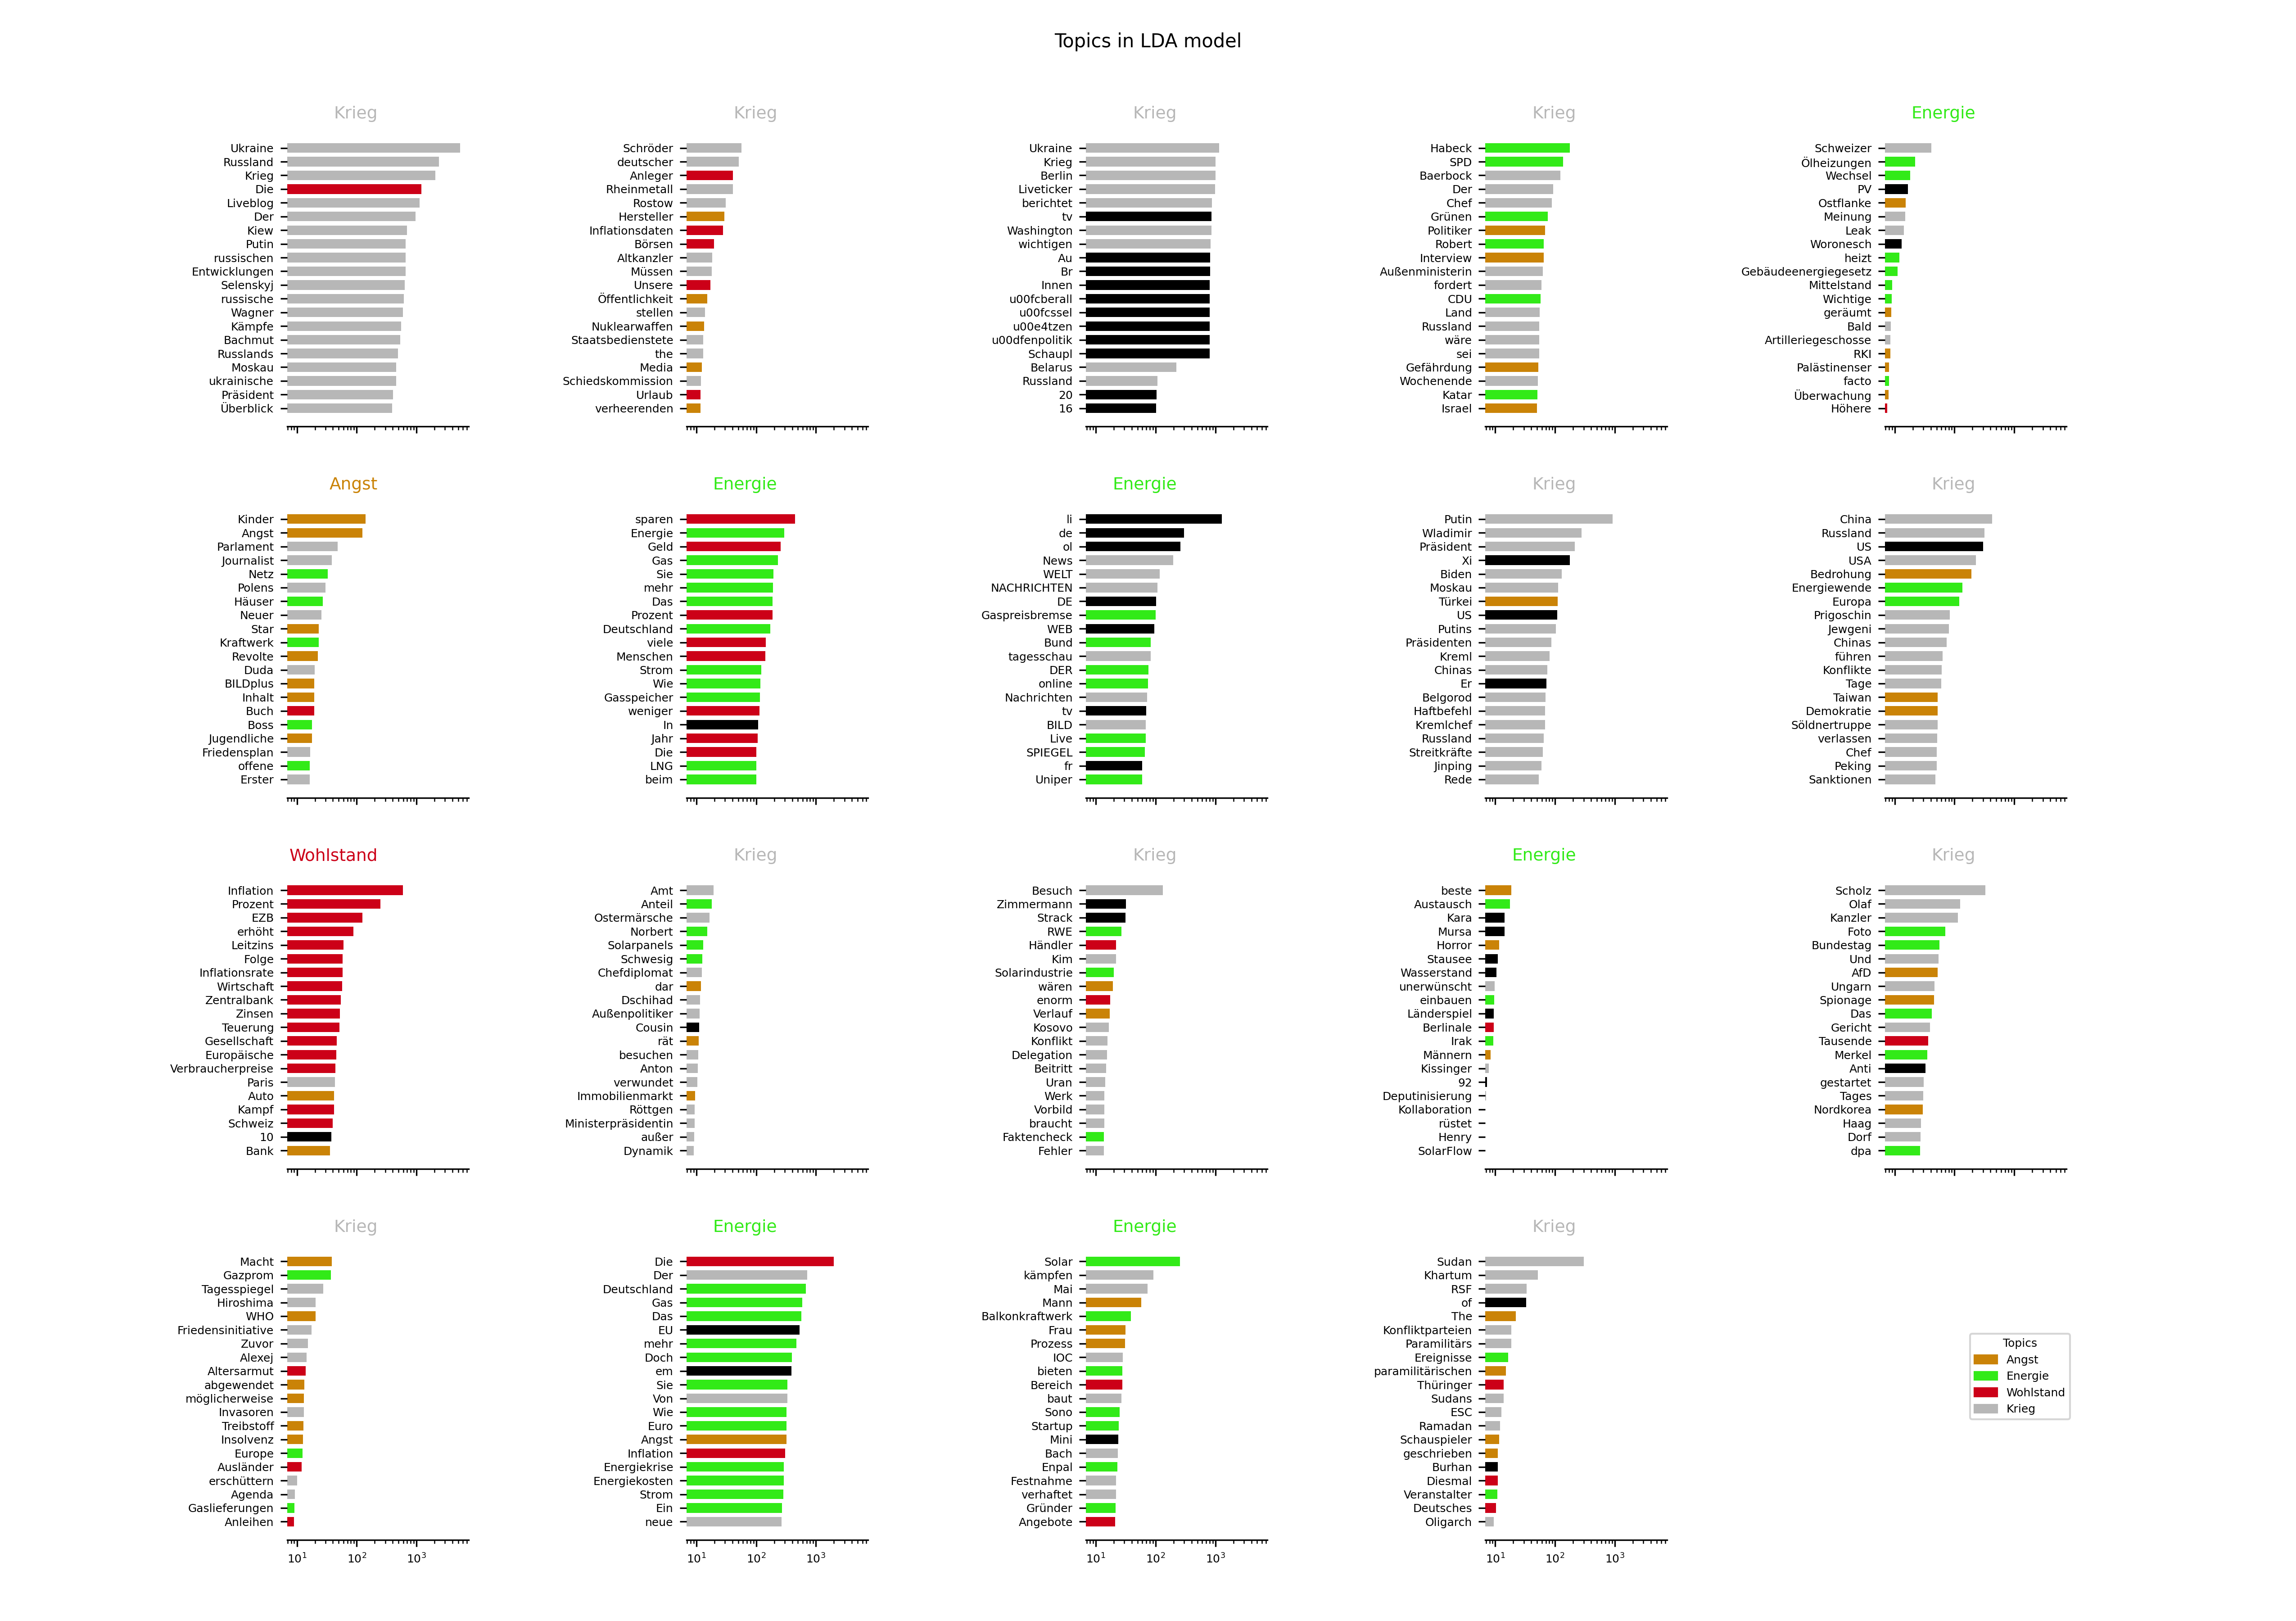 Topics in LDA model
Krieg
Ukraine
Russland
Krieg
Die
Liveblog
Der
Kiew
Putin
russischen
Entwicklungen
Selenskyj
russische
Wagner
Kämpfe
Bachmut
Russlands
Moskau
ukrainische
Präsident
Überblick
Krieg
Schröder
deutscher
Anleger
Rheinmetall
Rostow
Hersteller
Inflationsdaten
Börsen
Altkanzler
Müssen
Unsere
Öffentlichkeit
stellen
Nuklearwaffen
Staatsbedienstete
the
Media
Schiedskommission
Urlaub
verheerenden
Krieg
Ukraine
Krieg
Berlin
Liveticker
berichtet
tv
Washington
wichtigen
Au
Br
Innen
u00fcberall
u00fcssel
u00e4tzen
u00dfenpolitik
Schaupl
Belarus
Russland
20
16
Krieg
Habeck
SPD
Baerbock
Der
Chef
Grünen
Politiker
Robert
Interview
Außenministerin
fordert
CDU
Land
Russland
wäre
sei
Gefährdung
Wochenende
Katar
Israel
Energie
Schweizer
Ölheizungen
Wechsel
PV
Ostflanke
Meinung
Leak
Woronesch
heizt
Gebäudeenergiegesetz
Mittelstand
Wichtige
geräumt
Bald
Artilleriegeschosse
RKI
Palästinenser
facto
Überwachung
Höhere
Angst
Kinder
Angst
Parlament
Journalist
Netz
Polens
Häuser
Neuer
Star
Kraftwerk
Revolte
Duda
BILDplus
Inhalt
Buch
Boss
Jugendliche
Friedensplan
offene
Erster
Energie
sparen
Energie
Geld
Gas
Sie
mehr
Das
Prozent
Deutschland
viele
Menschen
Strom
Wie
Gasspeicher
weniger
In
Jahr
Die
LNG
beim
Energie
li
de
ol
News
WELT
NACHRICHTEN
DE
Gaspreisbremse
WEB
Bund
tagesschau
DER
online
Nachrichten
tv
BILD
Live
SPIEGEL
fr
Uniper
Krieg
Putin
Wladimir
Präsident
Xi
Biden
Moskau
Türkei
US
Putins
Präsidenten
Kreml
Chinas
Er
Belgorod
Haftbefehl
Kremlchef
Russland
Streitkräfte
Jinping
Rede
Krieg
China
Russland
US
USA
Bedrohung
Energiewende
Europa
Prigoschin
Jewgeni
Chinas
führen
Konflikte
Tage
Taiwan
Demokratie
Söldnertruppe
verlassen
Chef
Peking
Sanktionen
Wohlstand
Inflation
Prozent
EZB
erhöht
Leitzins
Folge
Inflationsrate
Wirtschaft
Zentralbank
Zinsen
Teuerung
Gesellschaft
Europäische
Verbraucherpreise
Paris
Auto
Kampf
Schweiz
10
Bank
Krieg
Amt
Anteil
Ostermärsche
Norbert
Solarpanels
Schwesig
Chefdiplomat
dar
Dschihad
Außenpolitiker
Cousin
rät
besuchen
Anton
verwundet
Immobilienmarkt
Röttgen
Ministerpräsidentin
außer
Dynamik
Krieg
Besuch
Zimmermann
Strack
RWE
Händler
Kim
Solarindustrie
wären
enorm
Verlauf
Kosovo
Konflikt
Delegation
Beitritt
Uran
Werk
Vorbild
braucht
Faktencheck
Fehler
Energie
beste
Austausch
Kara
Mursa
Horror
Stausee
Wasserstand
unerwünscht
einbauen
Länderspiel
Berlinale
Irak
Männern
Kissinger
92
Deputinisierung
Kollaboration
rüstet
Henry
SolarFlow
Krieg
Scholz
Olaf
Kanzler
Foto
Bundestag
Und
AfD
Ungarn
Spionage
Das
Gericht
Tausende
Merkel
Anti
gestartet
Tages
Nordkorea
Haag
Dorf
dpa
Krieg
Macht
Gazprom
Tagesspiegel
Hiroshima
WHO
Friedensinitiative
Zuvor
Alexej
Altersarmut
abgewendet
möglicherweise
Invasoren
Treibstoff
Insolvenz
Europe
Ausländer
erschüttern
Agenda
Gaslieferungen
Anleihen
10¹ 10² 10³
Energie
Die
Der
Deutschland
Gas
Das
EU
mehr
Doch
em
Sie
Von
Wie
Euro
Angst
Inflation
Energiekrise
Energiekosten
Strom
Ein
neue
10¹ 10² 10³
Energie
Solar
kämpfen
Mai
Mann
Balkonkraftwerk
Frau
Prozess
IOC
bieten
Bereich
baut
Sono
Startup
Mini
Bach
Enpal
Festnahme
verhaftet
Gründer
Angebote
10¹ 10² 10³
Krieg
Sudan
Khartum
RSF
of
The
Konfliktparteien
Paramilitärs
Ereignisse
paramilitärischen
Thüringer
Sudans
ESC
Ramadan
Schauspieler
geschrieben
Burhan
Diesmal
Veranstalter
Deutsches
Oligarch
10¹ 10² 10³
Topics
Angst
Energie
Wohlstand
Krieg